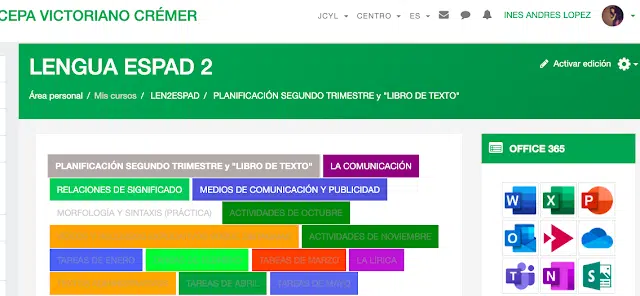 CEPA VICTORIANO CRÉMER
JCYL CENTRO ES INES ANDRES LOPEZ
LENGUA ESPAD 2
Activar edición
Área personal / Mis cursos / LEN2ESPAD / PLANIFICACIÓN SEGUNDO TRIMESTRE y "LIBRO DE TEXTO"
OFFICE 365
PLANIFICACIÓN SEGUNDO TRIMESTRE y "LIBRO DE TEXTO" LA COMUNICACIÓN
RELACIONES DE SIGNIFICADO MEDIOS DE COMUNICACIÓN Y PUBLICIDAD
MORFOLOGÍA Y SINTAXIS (PRÁCTICA) ACTIVIDADES DE OCTUBRE
ACTIVIDADES DE NOVIEMBRE
TAREAS DE ENERO TAREAS DE MARZO LA LÍRICA
TAREAS DE ABRIL TAREAS DE MAYO